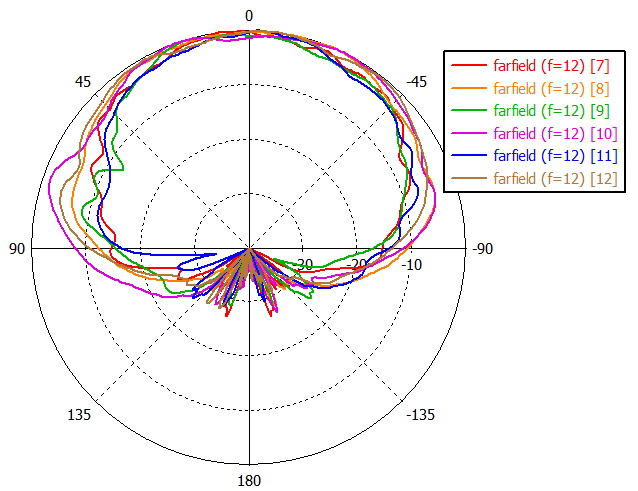 0
45
-45
farfield (f=12) [7]
farfield (f=12) [8]
farfield (f=12) [9]
farfield (f=12) [10]
farfield (f=12) [11]
farfield (f=12) [12]
90
-90
-20
-20
-10
135
-135
180